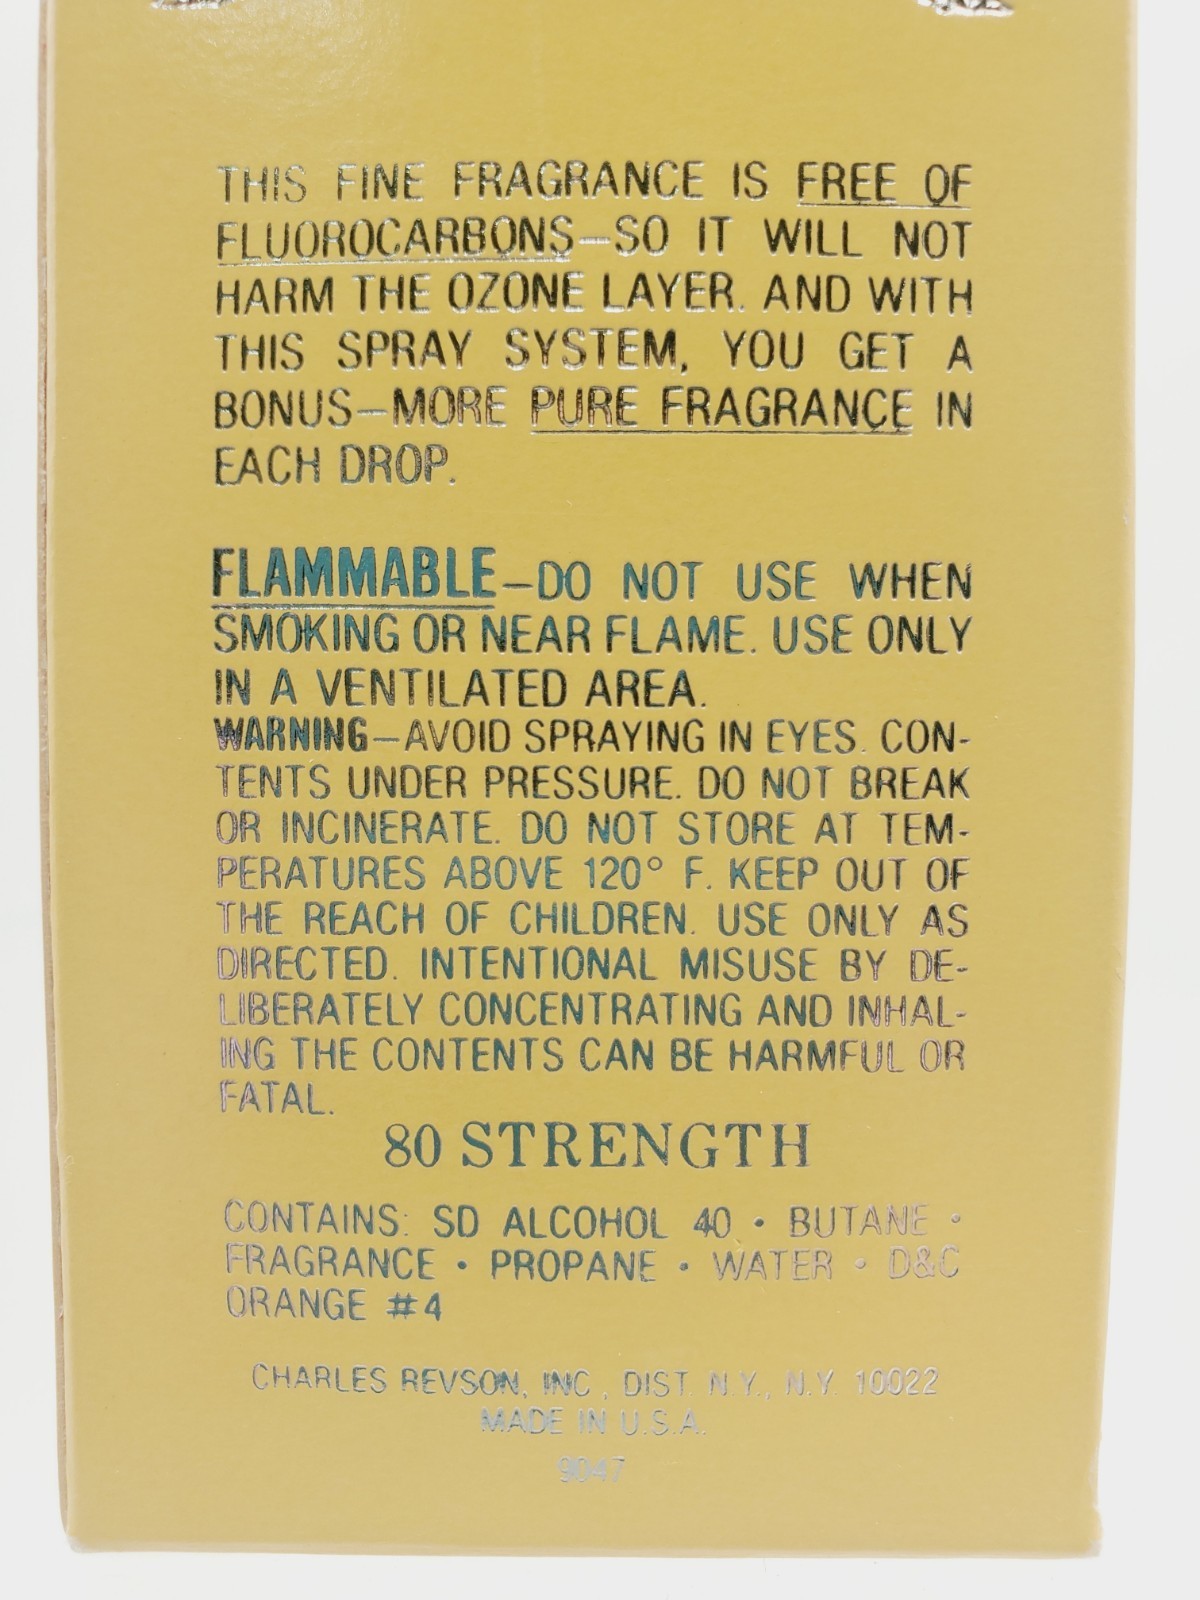 THIS FINE FRAGRANCE IS FREE OF
FLUOROCARBONS—SO IT WILL NOT
HARM THE OZONE LAYER. AND WITH
THIS SPRAY SYSTEM, YOU GET A
BONUS—MORE PURE FRAGRANCE IN
EACH DROP.
FLAMMABLE—DO NOT USE WHEN
SMOKING OR NEAR FLAME. USE ONLY
IN A VENTILATED AREA.
WARNING—AVOID SPRAYING IN EYES. CON-
TENTS UNDER PRESSURE. DO NOT BREAK
OR INCINERATE. DO NOT STORE AT TEM-
PERATURES ABOVE 120° F. KEEP OUT OF
THE REACH OF CHILDREN. USE ONLY AS
DIRECTED. INTENTIONAL MISUSE BY DE-
LIBERATELY CONCENTRATING AND INHAL-
ING THE CONTENTS CAN BE HARMFUL OR
FATAL.
80 STRENGTH
CONTAINS: SD ALCOHOL 40 • BUTANE •
FRAGRANCE • PROPANE • WATER • D&C
ORANGE #4
CHARLES REVSON, INC., DIST. N.Y., N.Y. 10022
MADE IN U.S.A.
9047